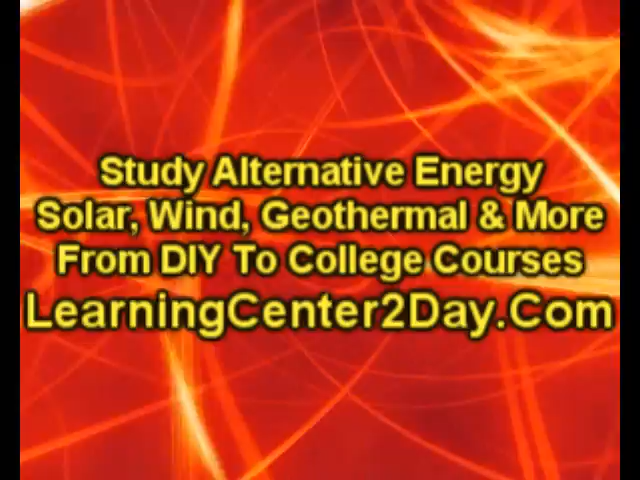 Study Alternative Energy
Solar, Wind, Geothermal & More
From DIY To College Courses
LearningCenter2Day.Com